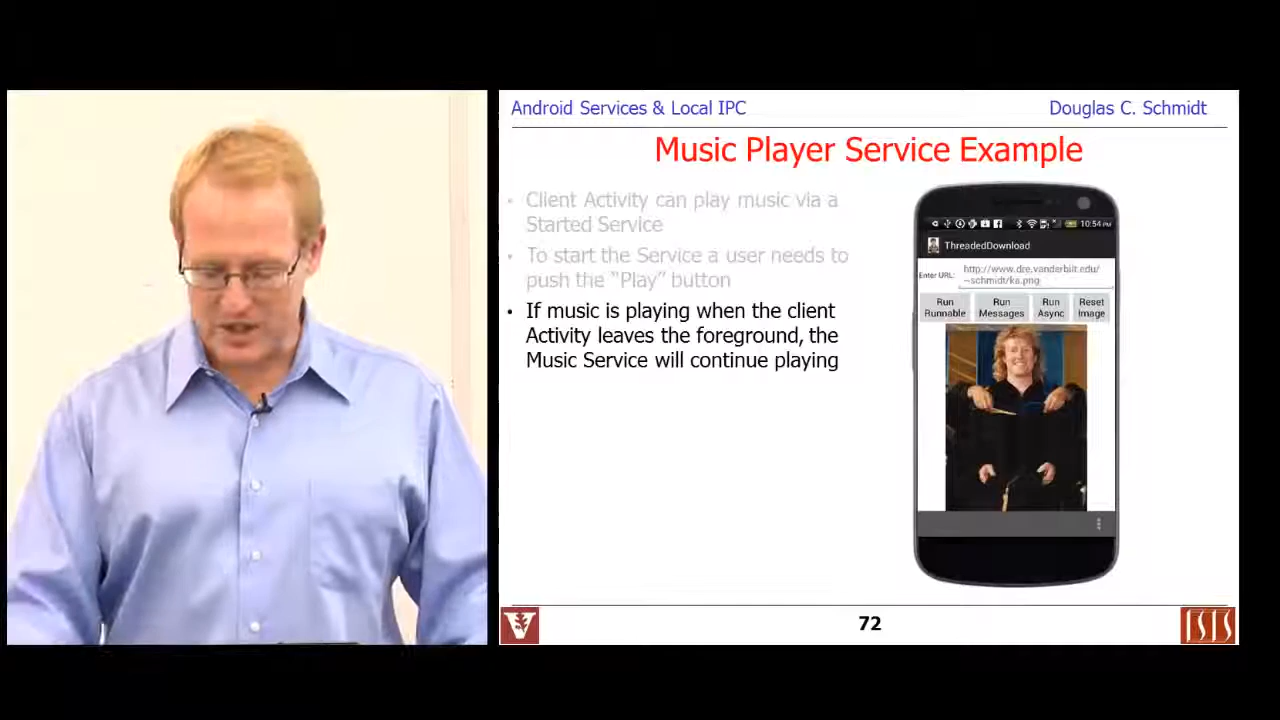 Android Services & Local IPC
Douglas C. Schmidt
Music Player Service Example
• Client Activity can play music via a
Started Service
• To start the Service a user needs to
push the “Play” button
• If music is playing when the client
Activity leaves the foreground, the
Music Service will continue playing
10:54 PM
ThreadedDownload
Enter URL:
http://www.dre.vanderbilt.edu/
~schmidt/ka.png
Run
Runnable
Run
Messages
Run
Async
Reset
Image
V
72
ISIS